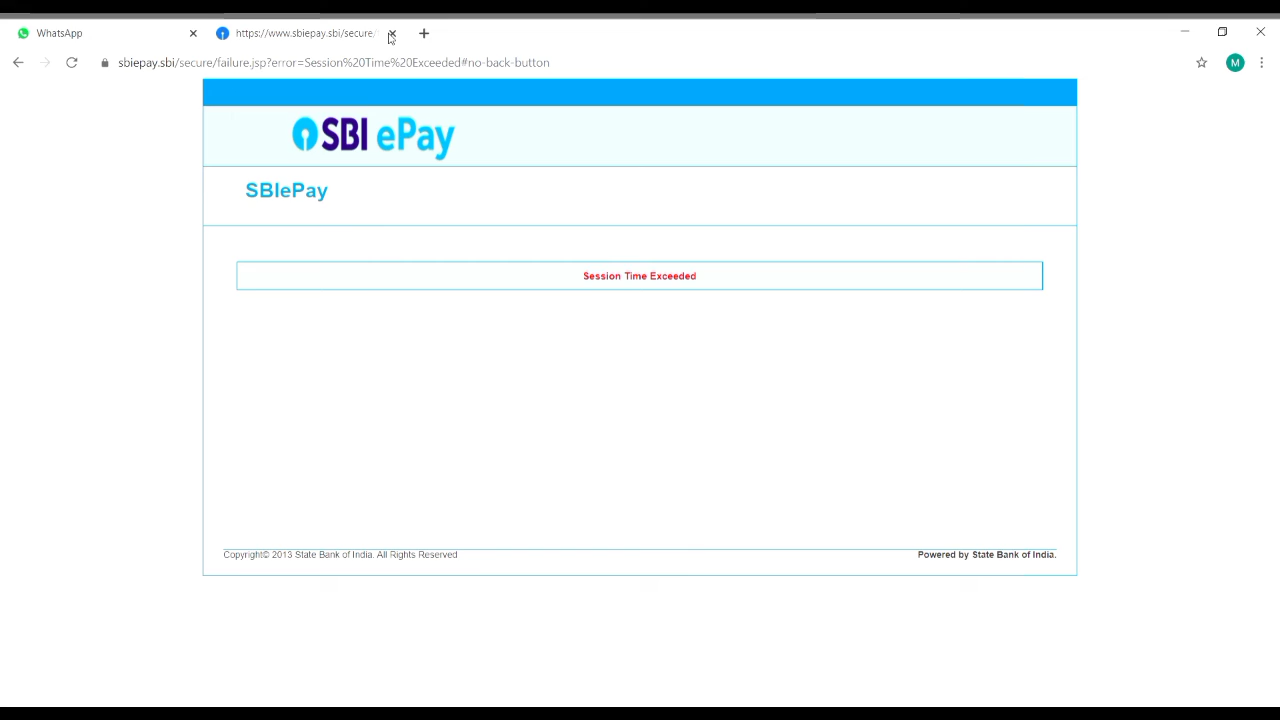 WhatsApp
https://www.sbiepay.sbi/secure/
sbiepay.sbi/secure/failure.jsp?error=Session%20Time%20Exceeded#no-back-button
M
SBI ePay
SBIePay
Session Time Exceeded
Copyright© 2013 State Bank of India. All Rights Reserved
Powered by State Bank of India.